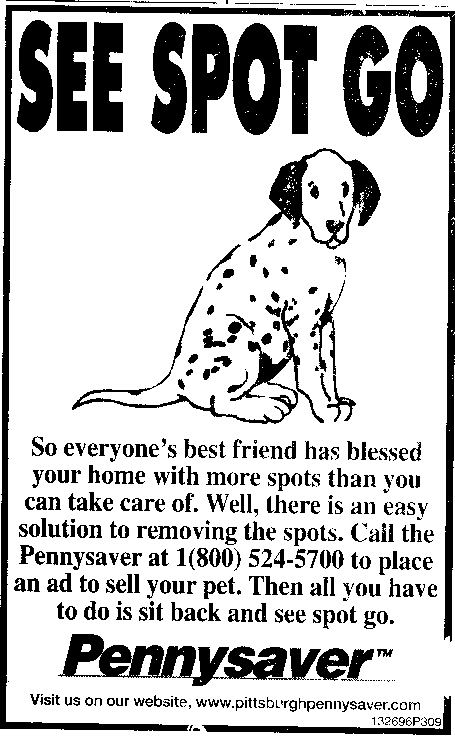 SEE SPOT GO
So everyone's best friend has blessed
your home with more spots than you
can take care of. Well, there is an easy
solution to removing the spots. Call the
Pennysaver at 1(800) 524-5700 to place
an ad to sell your pet. Then all you have
to do is sit back and see spot go.
Pennysaver™
Visit us on our website, www.pittsburghpennysaver.com
132696P309